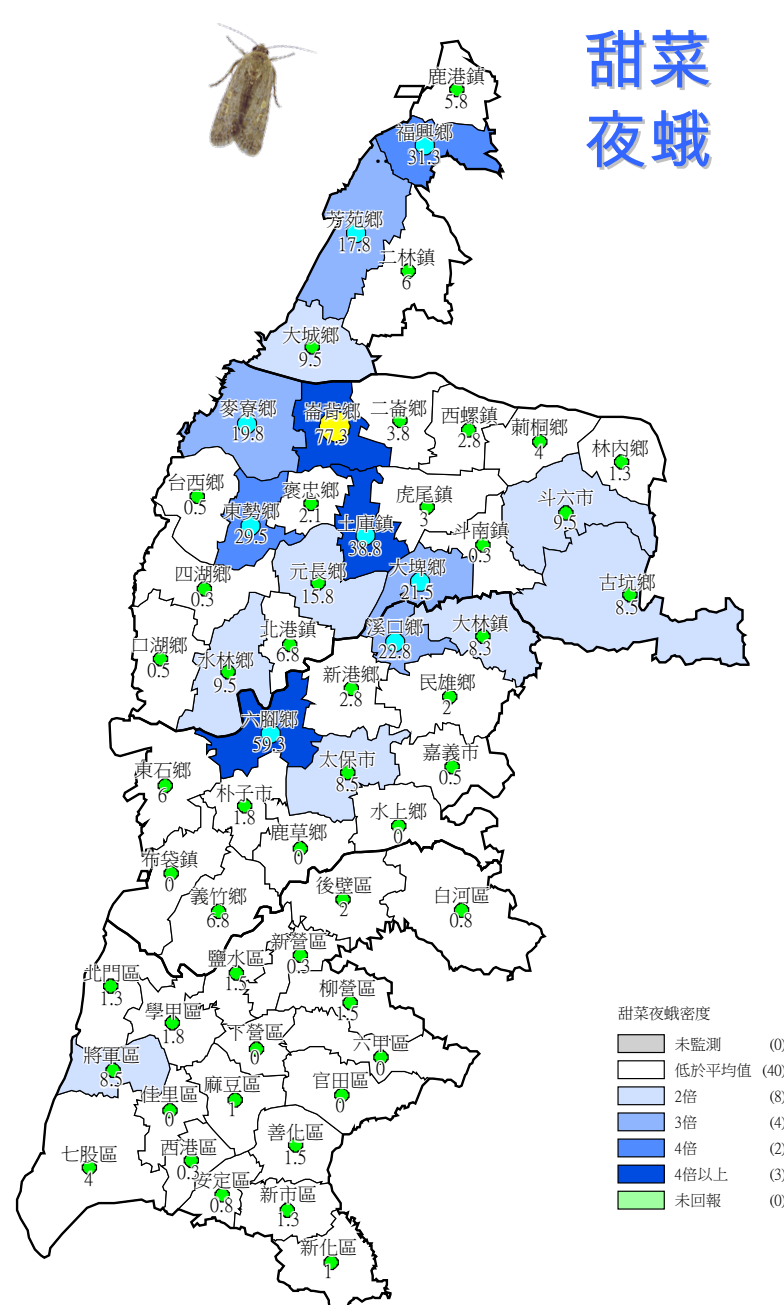 甜菜
夜蛾
鹿港鎮
5.8
福興鄉
31.3
芳苑鄉
17.8
二林鎮
6
大城鄉
9.5
麥寮鄉
19.8
崙背鄉
77.3
二崙鄉
3.8
西螺鎮
2.8
莿桐鄉
4
林內鄉
1.3
台西鄉
0.5
東勢鄉
29.5
褒忠鄉
2.1
土庫鎮
38.8
虎尾鎮
3
斗南鎮
0.3
斗六市
9.5
四湖鄉
0.3
元長鄉
15.8
大埤鄉
21.5
古坑鄉
8.5
口湖鄉
0.5
水林鄉
9.5
北港鎮
6.8
溪口鄉
22.8
大林鎮
8.3
新港鄉
2.8
民雄鄉
2
六腳鄉
59.3
太保市
8.5
嘉義市
0.5
東石鄉
6
朴子市
1.8
鹿草鄉
0
水上鄉
0
布袋鎮
0
義竹鄉
6.8
後壁區
2
白河區
0.8
新營區
0.3
鹽水區
1.5
北門區
1.3
柳營區
1.5
學甲區
1.8
下營區
0
六甲區
0
將軍區
8.5
佳里區
0
麻豆區
1
官田區
0
七股區
4
西港區
0.3
善化區
1.5
安定區
0.8
新市區
1.3
新化區
1
甜菜夜蛾密度
未監測 (0)
低於平均值 (40)
2倍 (8)
3倍 (4)
4倍 (2)
4倍以上 (3)
未回報 (0)